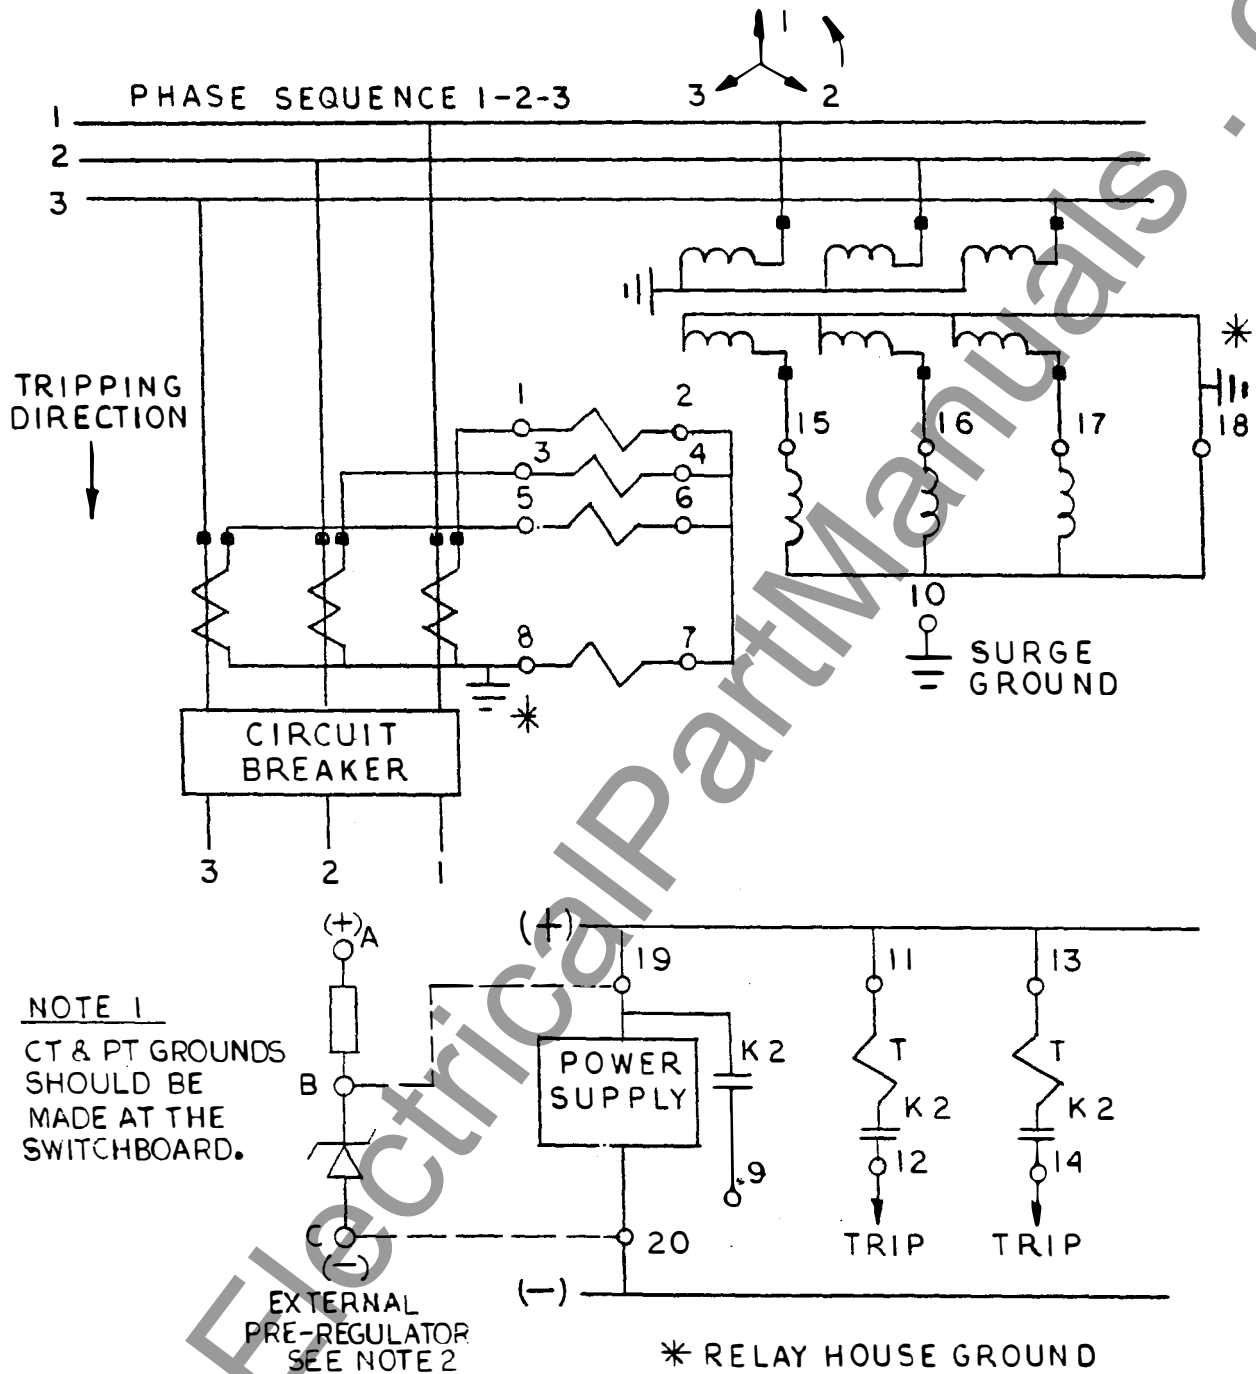 1
3
2
PHASE SEQUENCE 1-2-3
1
2
3
TRIPPING
DIRECTION
1
2
3
4
5
6
8
7
*
15
16
17
*
18
10
SURGE
GROUND
CIRCUIT
BREAKER
3
2
1
(+) A
B
C
(-)
EXTERNAL
PRE-REGULATOR
SEE NOTE 2
NOTE 1
CT & PT GROUNDS
SHOULD BE
MADE AT THE
SWITCHBOARD.
(+)
19
11
13
POWER
SUPPLY
K2
T
K2
T
K2
9
12
14
20
TRIP
TRIP
(-)
* RELAY HOUSE GROUND
ElectricalPartManuals .